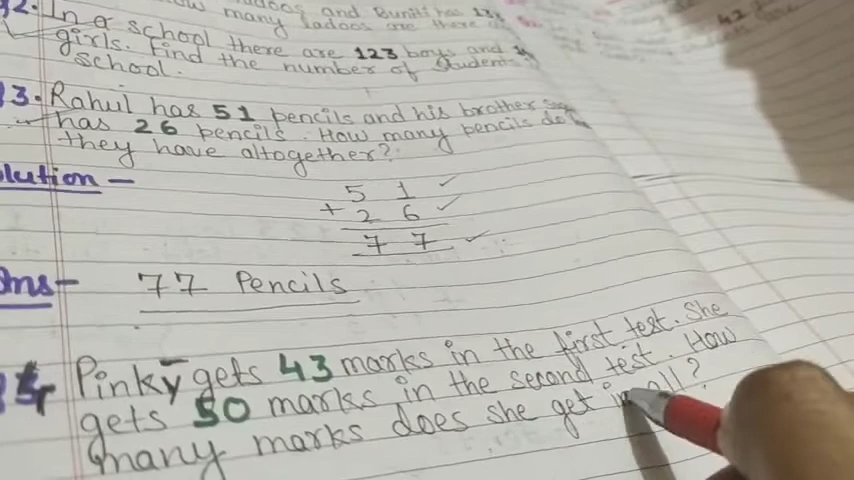 many ladoos are there a
2. In a school there are 123 boys and
girls. Find the number of students
school.
3. Rahul has 51 pencils and his brother
has 26 pencils. How many pencils do
they have altogether?
lution —
5 1
+ 2 6
7 7
Ans — 77 Pencils
Pinky gets 43 marks in the first test. She
gets 50 marks in the second test. How
many marks does she get in all?